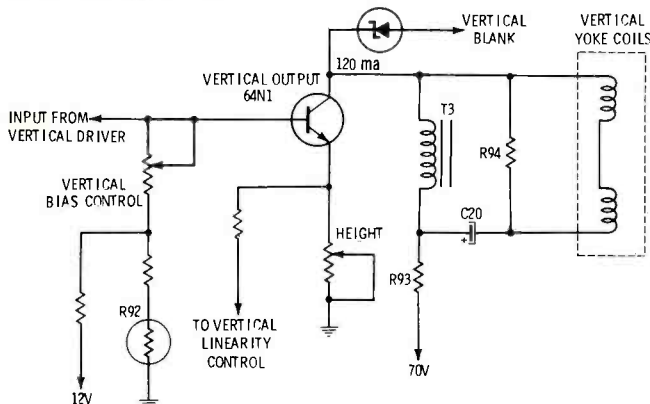 VERTICAL
BLANK
VERTICAL
YOKE COILS
120 ma
VERTICAL OUTPUT
64N1
INPUT FROM
VERTICAL DRIVER
T3
R94
VERTICAL
BIAS CONTROL
C20
+
HEIGHT
R93
R92
TO VERTICAL
LINEARITY
CONTROL
70V
12V